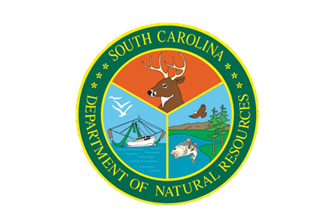 SOUTH CAROLINA
DEPARTMENT OF NATURAL RESOURCES